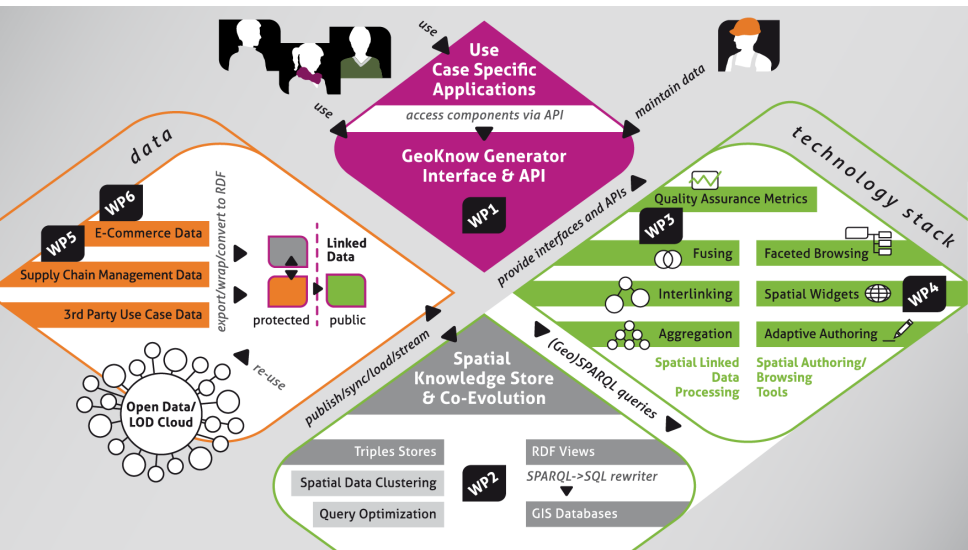 use
Use
Case Specific
Applications
access components via API
use
maintain data
GeoKnow Generator
Interface & API
WP1
data
WP6
WP5
E-Commerce Data
Supply Chain Management Data
3rd Party Use Case Data
export/wrap/convert to RDF
Linked
Data
protected
public
re-use
Open Data/
LOD Cloud
publish/sync/load/stream
provide interfaces and APIs
technology stack
Quality Assurance Metrics
WP3
Fusing
Interlinking
Aggregation
Spatial Linked
Data
Processing
Faceted Browsing
Spatial Widgets
WP4
Adaptive Authoring
Spatial Authoring/
Browsing
Tools
(Geo)SPARQL queries
Spatial
Knowledge Store
& Co-Evolution
Triples Stores
Spatial Data Clustering
Query Optimization
WP2
RDF Views
SPARQL->SQL rewriter
GIS Databases